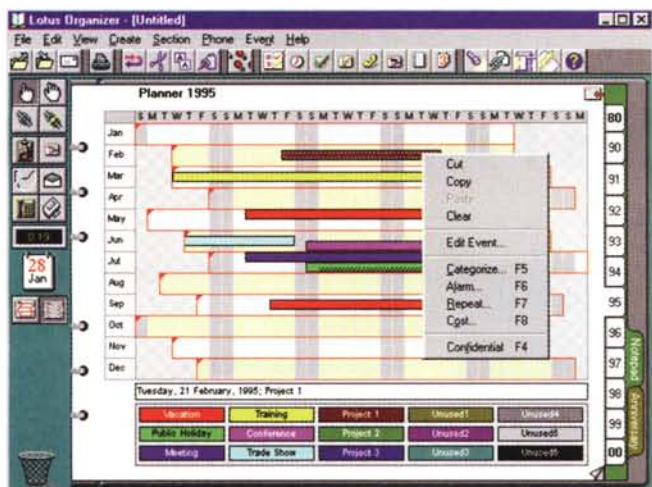 Lotus Organizer - [Untitled]
File Edit View Create Section Phone Event Help
Planner 1995
S M T W T F S S M T W T F S S M T W T F S S M T W T F S S M T W T F S S M
Jan
Feb
Mar
Apr
May
Jun
Jul
Aug
Sep
Oct
Nov
Dec
Cut
Copy
Paste
Clear
Edit Event...
Categorize... F5
Alarm... F6
Repeat... F7
Cost... F8
Confidential F4
80
90
91
92
93
94
95
96
97
98
99
00
Notepad
Anniversary
28
Jan
Tuesday, 21 February, 1995; Project 1
Vacation Training Project 1 Unused1 Unused4
Public Holiday Conference Project 2 Unused2 Unused5
Meeting Trade Show Project 3 Unused3 Unused6